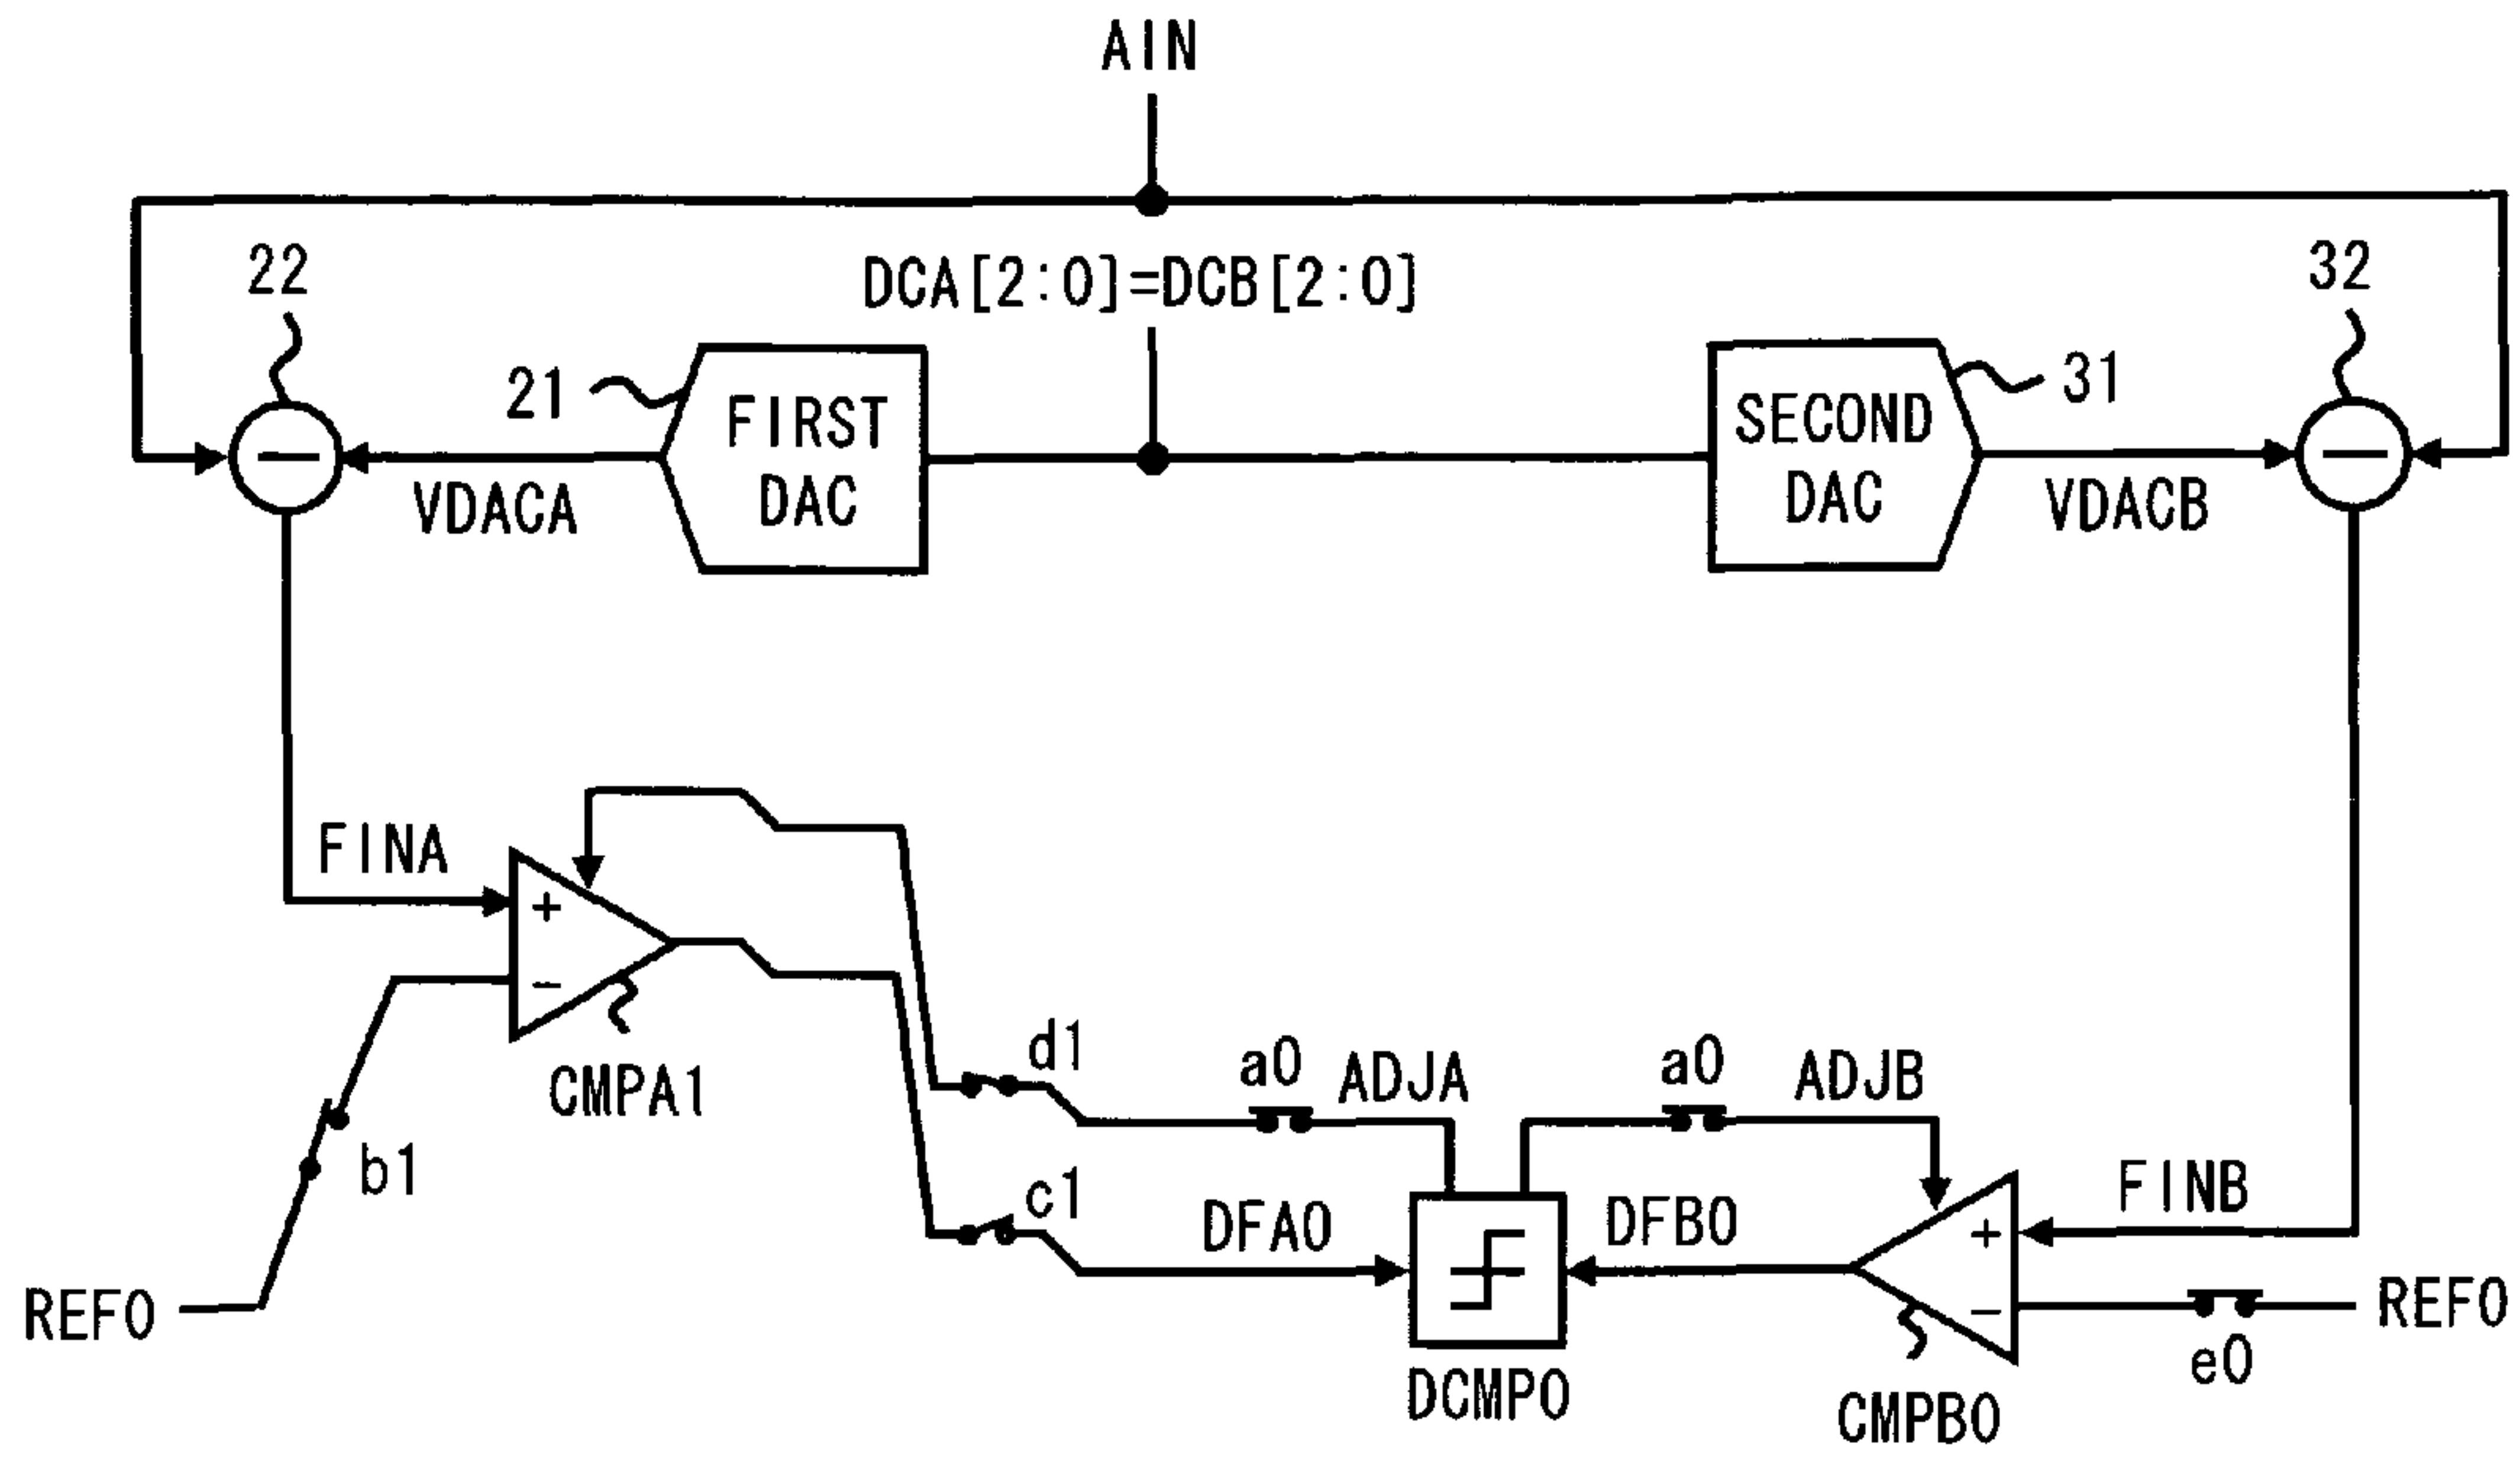 AIN
22
DCA[2:0]=DCB[2:0]
32
21
FIRST
DAC
SECOND
DAC
31
VDACA
VDACB
FINA
+
−
CMPA1
d1
a0
ADJA
a0
ADJB
b1
c1
DFA0
DFB0
FINB
+
−
REF0
REF0
e0
DCMP0
CMPB0